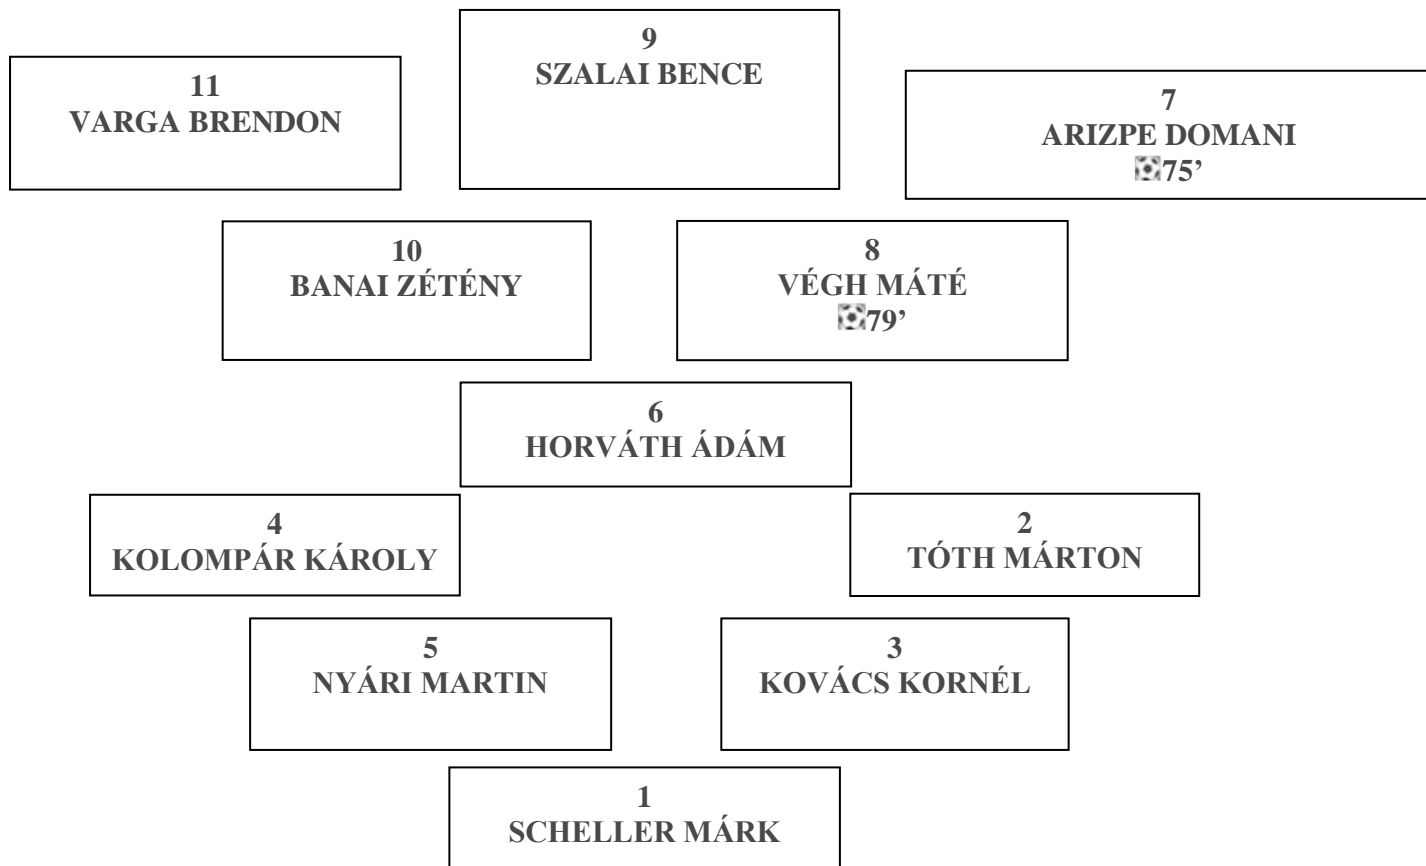 9
SZALAI BENCE
11
VARGA BRENDON
7
ARIZPE DOMANI
⚽75’
10
BANAI ZÉTÉNY
8
VÉGH MÁTÉ
⚽79’
6
HORVÁTH ÁDÁM
4
KOLOMPÁR KÁROLY
2
TÓTH MÁRTON
5
NYÁRI MARTIN
3
KOVÁCS KORNÉL
1
SCHELLER MÁRK